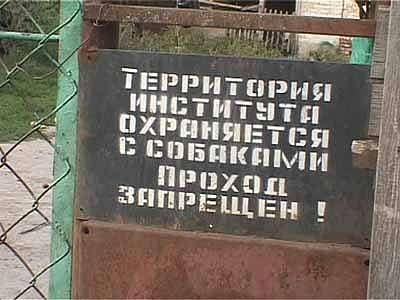 ТЕРРИТОРИЯ
ИНСТИТУТА
ОХРАНЯЕТСЯ
С СОБАКАМИ
ПРОХОД
ЗАПРЕЩЕН !